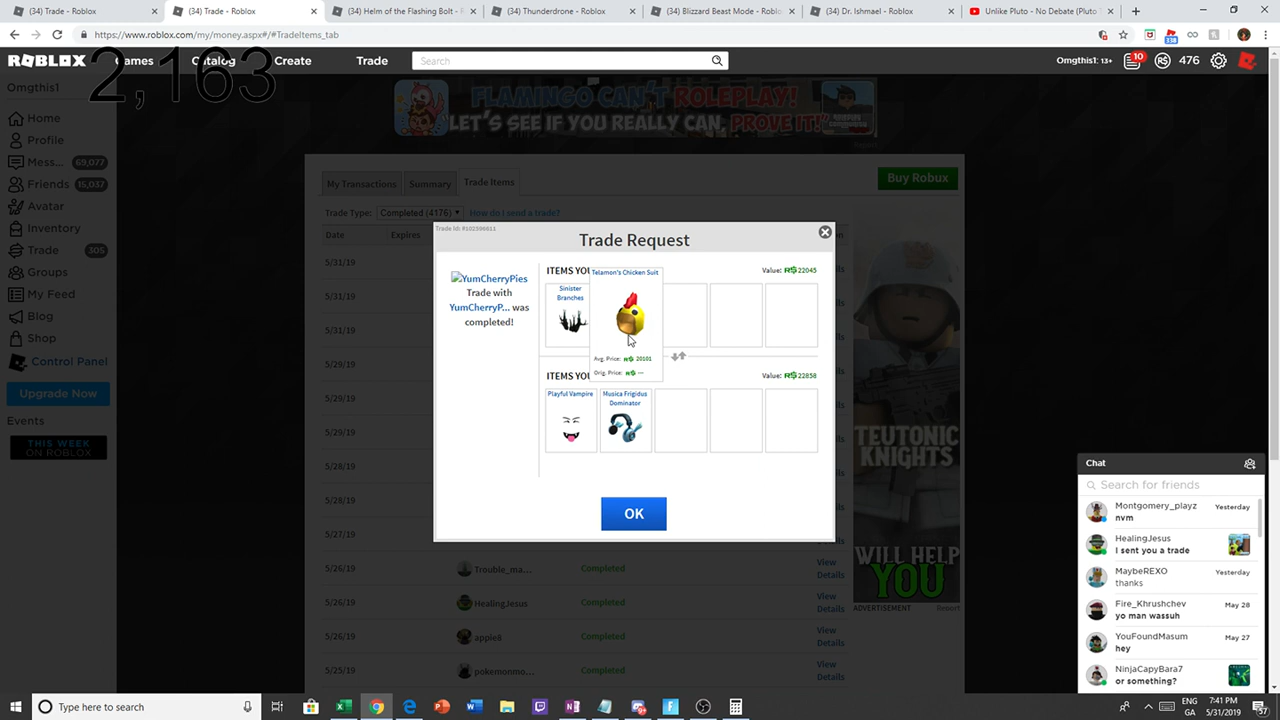 (34) Trade - Roblox
(34) Trade - Roblox
(34) Helm of the Flashing Bolt - R
(34) Thunderdrone - Roblox
(34) Blizzard Beast Mode - Roblox
(34) Dr. Ishmael - Roblox
Unlike Pluto - No Debate (Pluto T
https://www.roblox.com/my/money.aspx#/#TradeItems_tab
338
ROBLOX
Games
Catalog
Create
Trade
Search
Omgthis1: 13+
10
476
2,163
Omgthis1
Home
Profile
Mess... 69,077
Friends 15,037
Avatar
Inventory
Trade 305
Groups
My Feed
Blog
Shop
Control Panel
Upgrade Now
Events
THIS WEEK
ON ROBLOX
FLAMINGO CAN'T ROLEPLAY!
LET'S SEE IF YOU REALLY CAN, PROVE IT!"
My Transactions
Summary
Trade Items
Buy Robux
Trade Type: Completed (4176)
How do I send a trade?
Date
Expires
5/31/19
5/31/19
5/31/19
5/29/19
5/29/19
5/29/19
5/28/19
5/28/19
5/27/19
5/26/19
Trouble_ma...
Completed
View
Details
5/26/19
HealingJesus
Completed
View
Details
5/26/19
apple8
Completed
View
Details
5/25/19
pokemonmo...
Completed
View
Details
Trade Id: #102396811
Trade Request
YumCherryPies
Trade with
YumCherryP... was
completed!
ITEMS YOU
Value: R$22045
Sinister
Branches
Telamon's Chicken Suit
Avg. Price: R$ 20101
Orig. Price: R$ ---
ITEMS YOU
Value: R$22858
Playful Vampire
Musica Frigidus
Dominator
OK
TEUTONIC
KNIGHTS
WILL HELP
YOU
ADVERTISEMENT
Report
Chat
Search for friends
Montgomery_playz
Yesterday
nvm
HealingJesus
I sent you a trade
MaybeREXO
Yesterday
thanks
Fire_Khrushchev
May 28
yo man wassuh
YouFoundMasum
May 27
hey
NinjaCapyBara7
or something?
Type here to search
ENG
GA
7:41 PM
5/31/2019
57